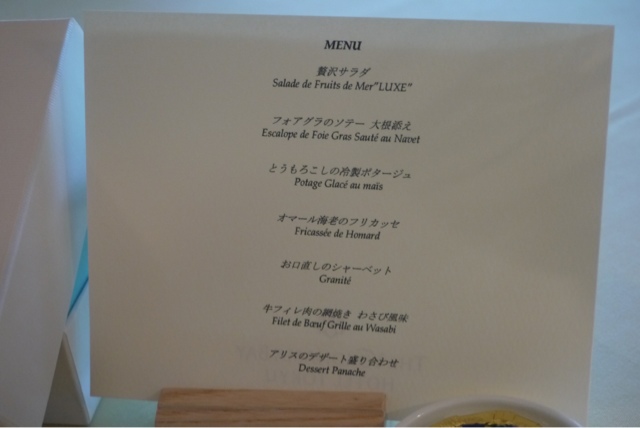 MENU
贅沢サラダ
Salade de Fruits de Mer"LUXE"
フォアグラのソテー 大根添え
Escalope de Foie Gras Sauté au Navet
とうもろこしの冷製ポタージュ
Potage Glacé au maïs
オマール海老のフリカッセ
Fricassée de Homard
お口直しのシャーベット
Granité
牛フィレ肉の網焼き わさび風味
Filet de Bœuf Grille au Wasabi
アリスのデザート盛り合わせ
Dessert Panache